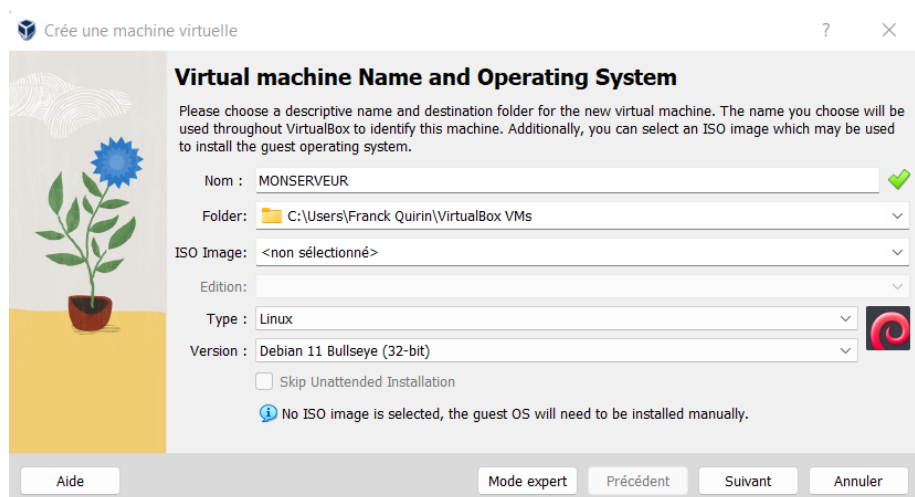 Crée une machine virtuelle
?
Virtual machine Name and Operating System
Please choose a descriptive name and destination folder for the new virtual machine. The name you choose will be
used throughout VirtualBox to identify this machine. Additionally, you can select an ISO image which may be used
to install the guest operating system.
Nom : MONSERVEUR
Folder: C:\Users\Franck Quirin\VirtualBox VMs
ISO Image: <non sélectionné>
Edition:
Type : Linux
Version : Debian 11 Bullseye (32-bit)
Skip Unattended Installation
No ISO image is selected, the guest OS will need to be installed manually.
Aide Mode expert Précédent Suivant Annuler